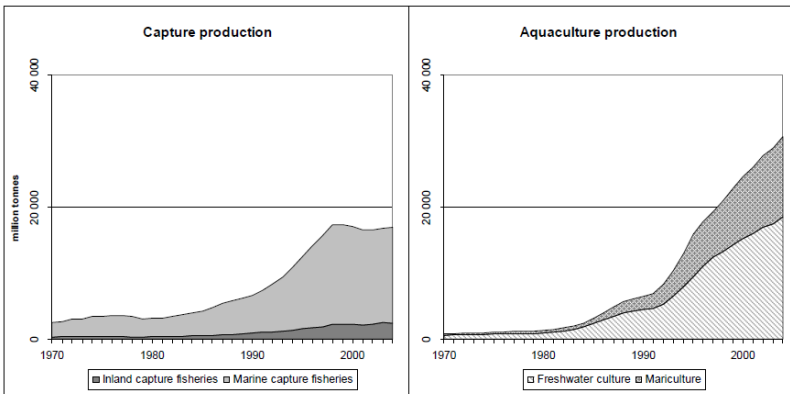 Capture production
40 000
20 000
0
million tonnes
1970
1980
1990
2000
Inland capture fisheries
Marine capture fisheries
Aquaculture production
40 000
20 000
0
1970
1980
1990
2000
Freshwater culture
Mariculture